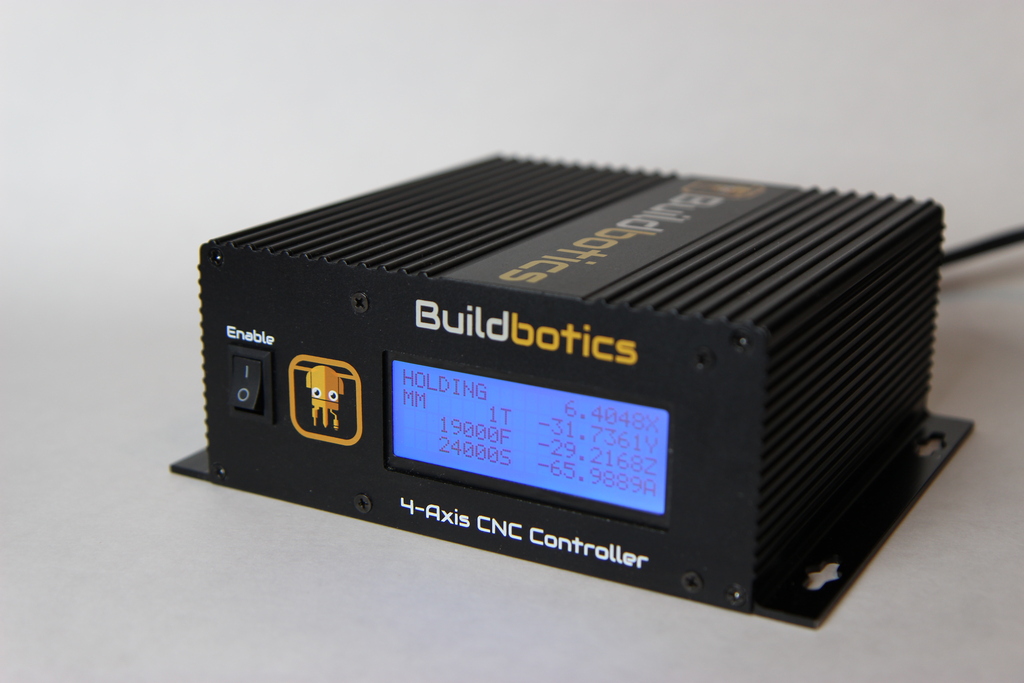 Buildbotics
Buildbotics
Enable
I
O
HOLDING 6.4048X
MM 1T -31.7361Y
19000F -29.2168Z
24000S -65.9889A
4-Axis CNC Controller